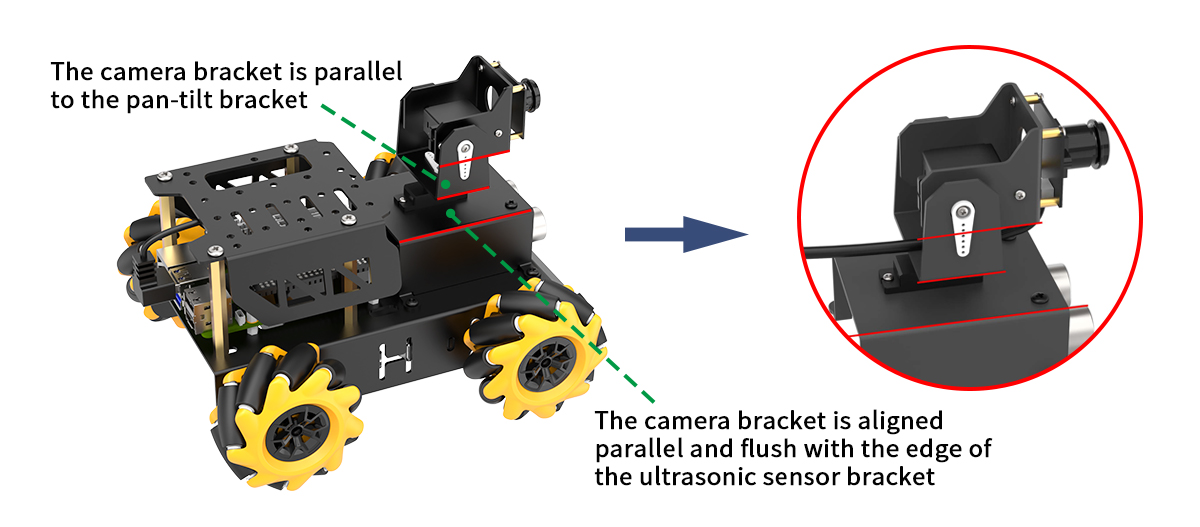 The camera bracket is parallel
to the pan-tilt bracket
H
The camera bracket is aligned
parallel and flush with the edge of
the ultrasonic sensor bracket